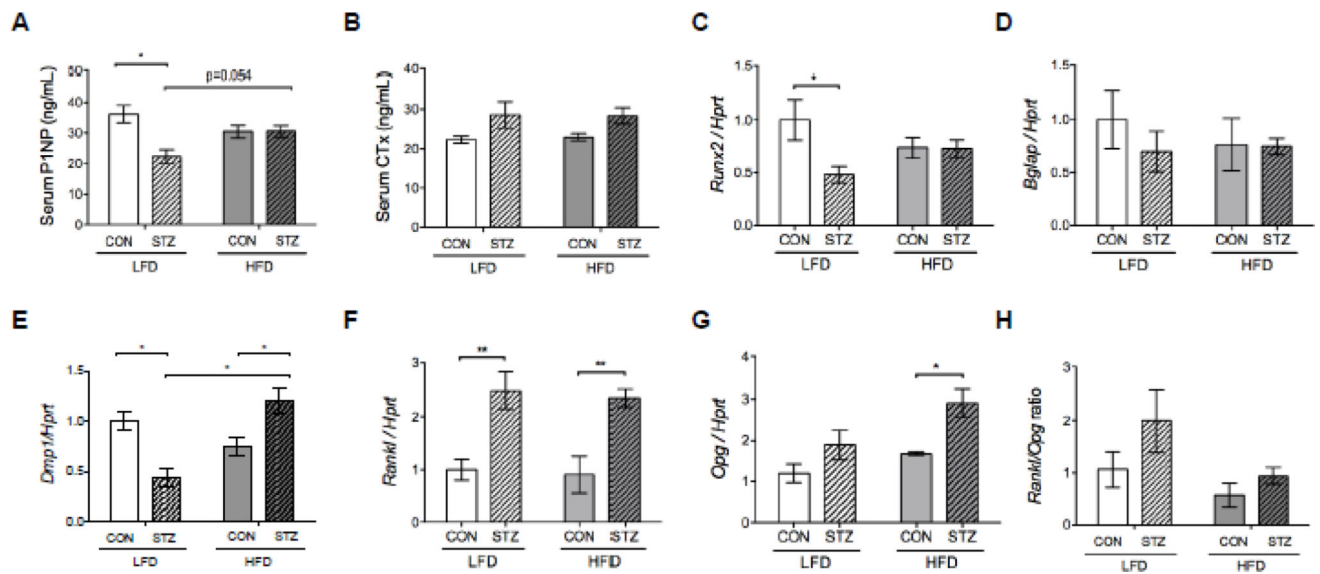 A
B
C
D
*
p=0.054
Serum P1NP (ng/mL)
50
40
30
20
10
0
CON STZ CON STZ
LFD HFD
Serum CTx (ng/mL)
40
30
20
10
0
CON STZ CON STZ
LFD HFD
*
Runx2 / Hprt
1.5
1.0
0.5
0.0
CON STZ CON STZ
LFD HFD
Bglap / Hprt
1.5
1.0
0.5
0.0
CON STZ CON STZ
LFD HFD
E
F
G
H
* *
*
Dmp1/Hprt
1.5
1.0
0.5
0.0
CON STZ CON STZ
LFD HFD
** **
Rankl / Hprt
3
2
1
0
CON STZ CON STZ
LFD HFD
*
Opg / Hprt
4
3
2
1
0
CON STZ CON STZ
LFD HFD
Rankl/Opg ratio
3
2
1
0
CON STZ CON STZ
LFD HFD